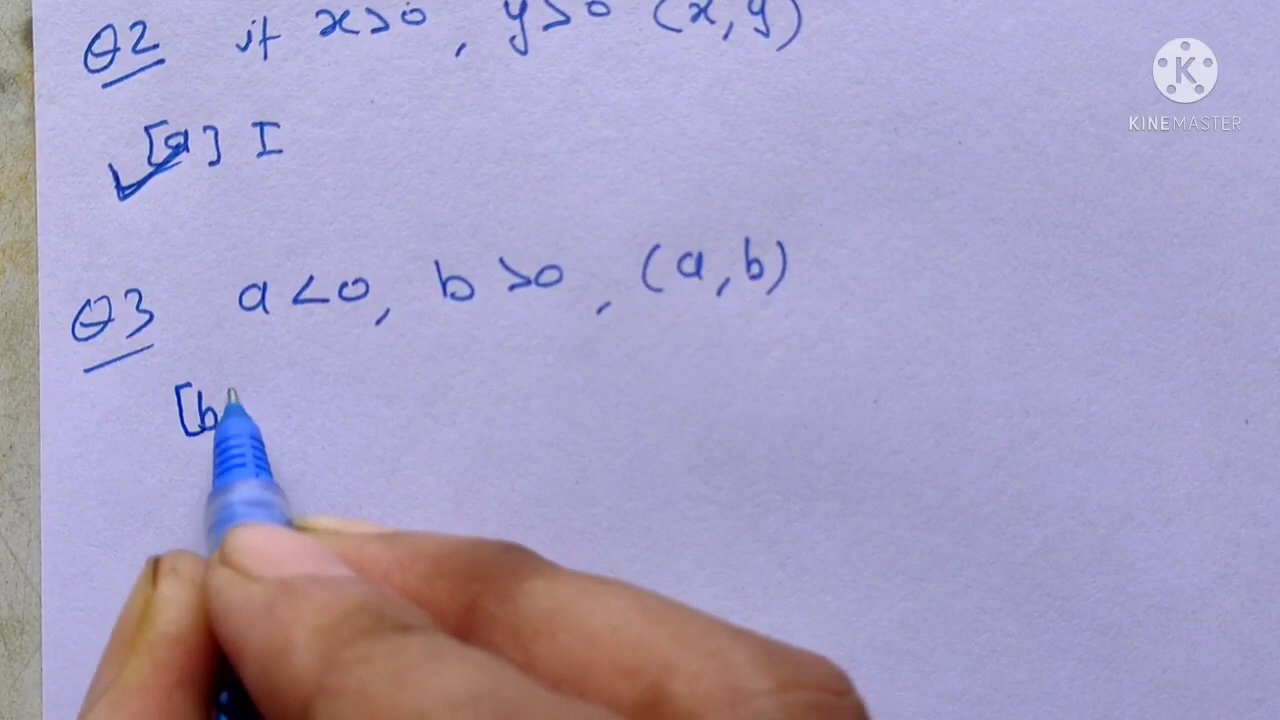 Q2 if x>0, y>0 (x,y)
[a] I
Q3 a<0, b>0, (a,b)
[b
K
KINEMASTER